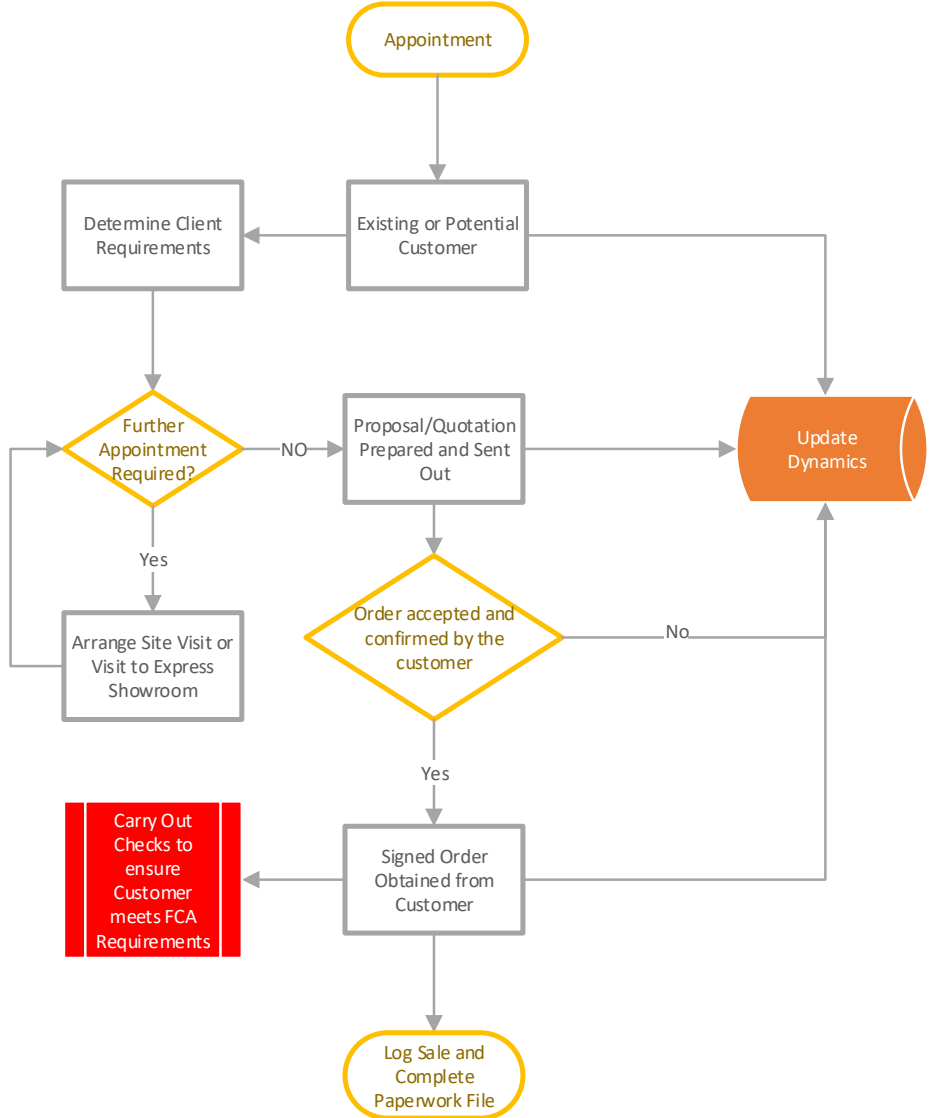 Appointment
Determine Client
Requirements
Existing or Potential
Customer
Further
Appointment
Required?
NO
Proposal/Quotation
Prepared and Sent
Out
Update
Dynamics
Yes
Arrange Site Visit or
Visit to Express
Showroom
Order accepted and
confirmed by the
customer
No
Yes
Carry Out
Checks to
ensure
Customer
meets FCA
Requirements
Signed Order
Obtained from
Customer
Log Sale and
Complete
Paperwork File